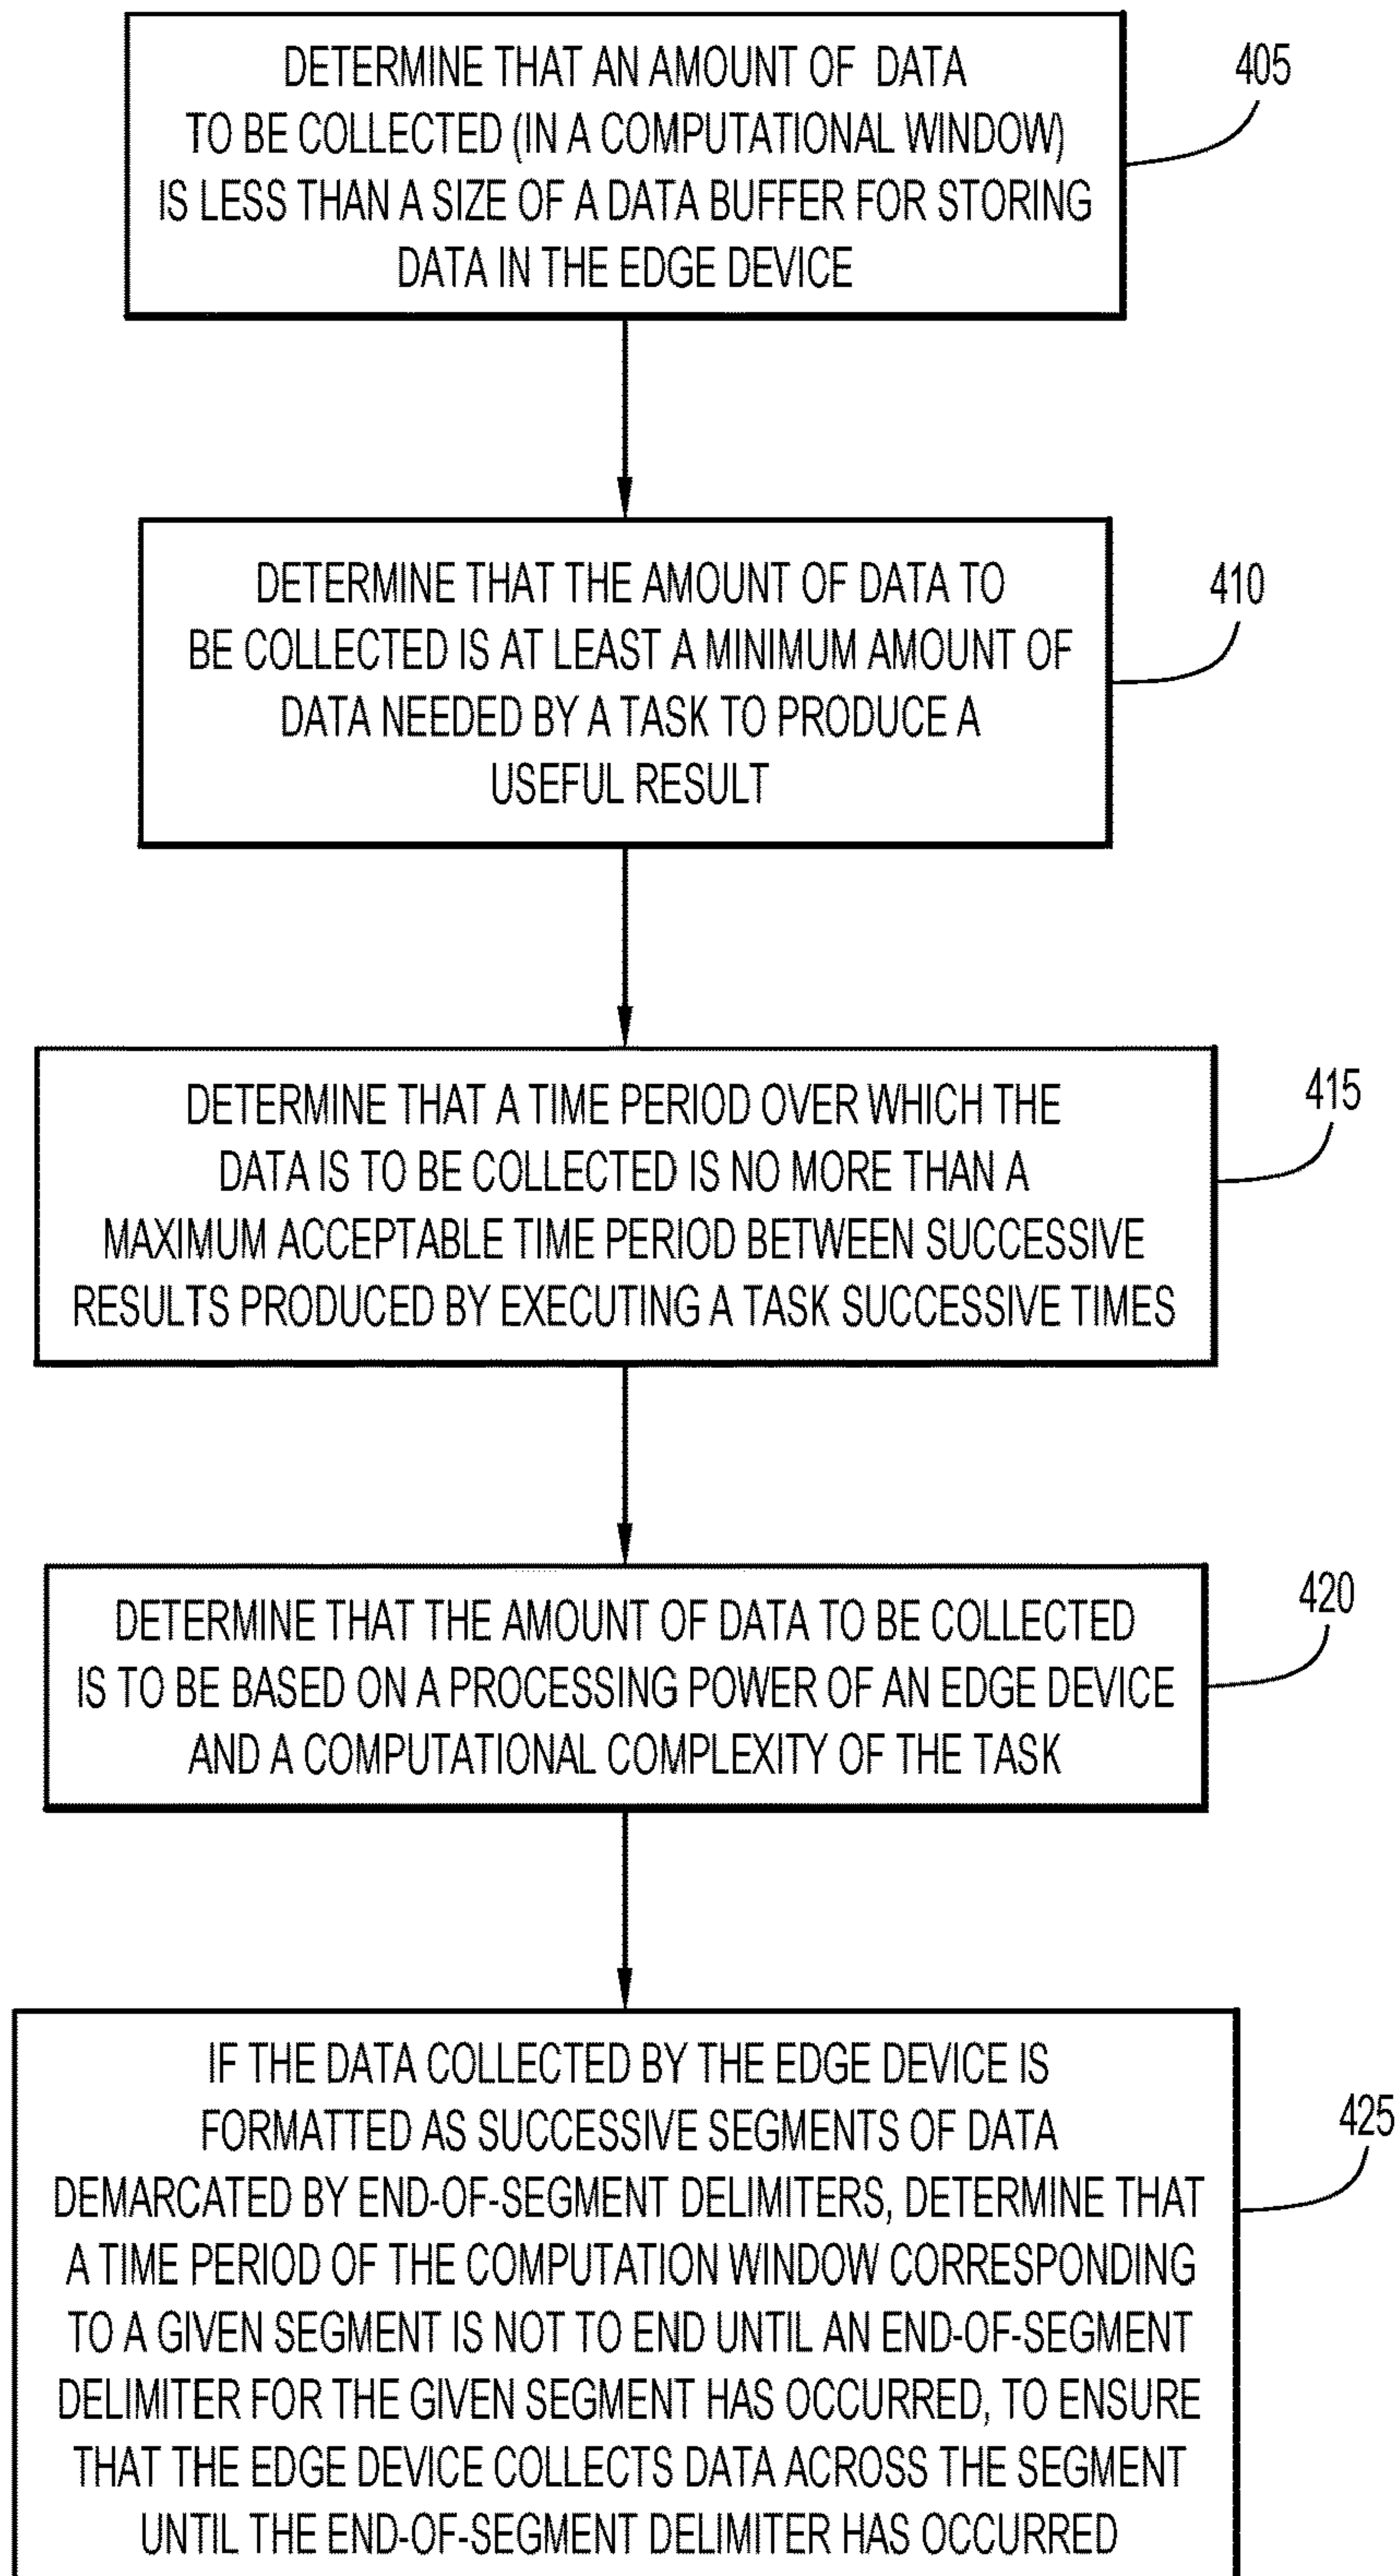 DETERMINE THAT AN AMOUNT OF DATA
TO BE COLLECTED (IN A COMPUTATIONAL WINDOW)
IS LESS THAN A SIZE OF A DATA BUFFER FOR STORING
DATA IN THE EDGE DEVICE
405
DETERMINE THAT THE AMOUNT OF DATA TO
BE COLLECTED IS AT LEAST A MINIMUM AMOUNT OF
DATA NEEDED BY A TASK TO PRODUCE A
USEFUL RESULT
410
DETERMINE THAT A TIME PERIOD OVER WHICH THE
DATA IS TO BE COLLECTED IS NO MORE THAN A
MAXIMUM ACCEPTABLE TIME PERIOD BETWEEN SUCCESSIVE
RESULTS PRODUCED BY EXECUTING A TASK SUCCESSIVE TIMES
415
DETERMINE THAT THE AMOUNT OF DATA TO BE COLLECTED
IS TO BE BASED ON A PROCESSING POWER OF AN EDGE DEVICE
AND A COMPUTATIONAL COMPLEXITY OF THE TASK
420
IF THE DATA COLLECTED BY THE EDGE DEVICE IS
FORMATTED AS SUCCESSIVE SEGMENTS OF DATA
DEMARCATED BY END-OF-SEGMENT DELIMITERS, DETERMINE THAT
A TIME PERIOD OF THE COMPUTATION WINDOW CORRESPONDING
TO A GIVEN SEGMENT IS NOT TO END UNTIL AN END-OF-SEGMENT
DELIMITER FOR THE GIVEN SEGMENT HAS OCCURRED, TO ENSURE
THAT THE EDGE DEVICE COLLECTS DATA ACROSS THE SEGMENT
UNTIL THE END-OF-SEGMENT DELIMITER HAS OCCURRED
425